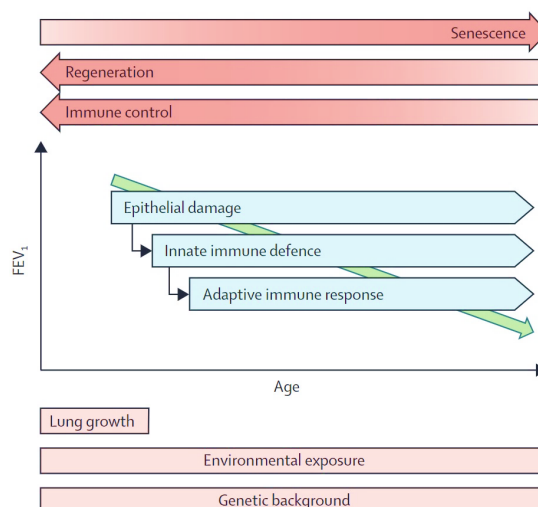 Senescence
Regeneration
Immune control
FEV₁
Epithelial damage
Innate immune defence
Adaptive immune response
Age
Lung growth
Environmental exposure
Genetic background